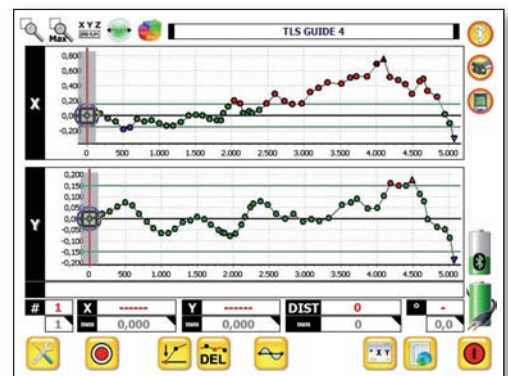 Max
X Y Z
TLS GUIDE 4
X
0,800
0,600
0,400
0,200
0,00
-0,20
0 500 1.000 1.500 2.000 2.500 3.000 3.500 4.000 4.500 5.000
Y
0,200
0,150
0,100
0,050
0,00
-0,050
-0,100
-0,150
-0,200
0 500 1.000 1.500 2.000 2.500 3.000 3.500 4.000 4.500 5.000
# 1 X ------ Y ------ DIST 0 ° -
1 mm 0,000 mm 0,000 mm 0 0,0
DEL
* X Y